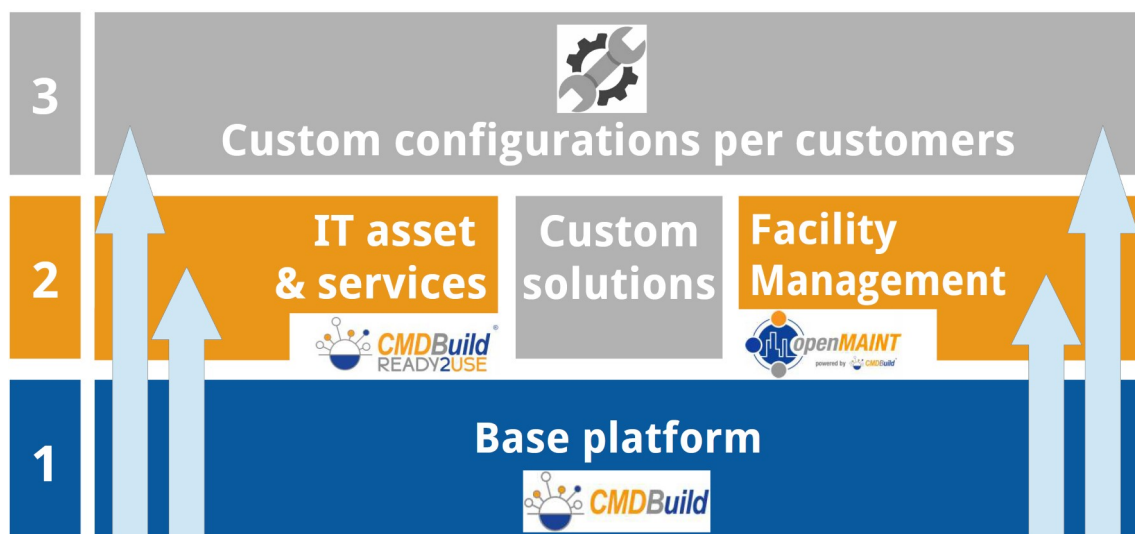 3
Custom configurations per customers
2
IT asset
& services
CMDBuild®
READY2USE
Custom
solutions
Facility
Management
openMAINT
powered by CMDBuild®
1
Base platform
CMDBuild